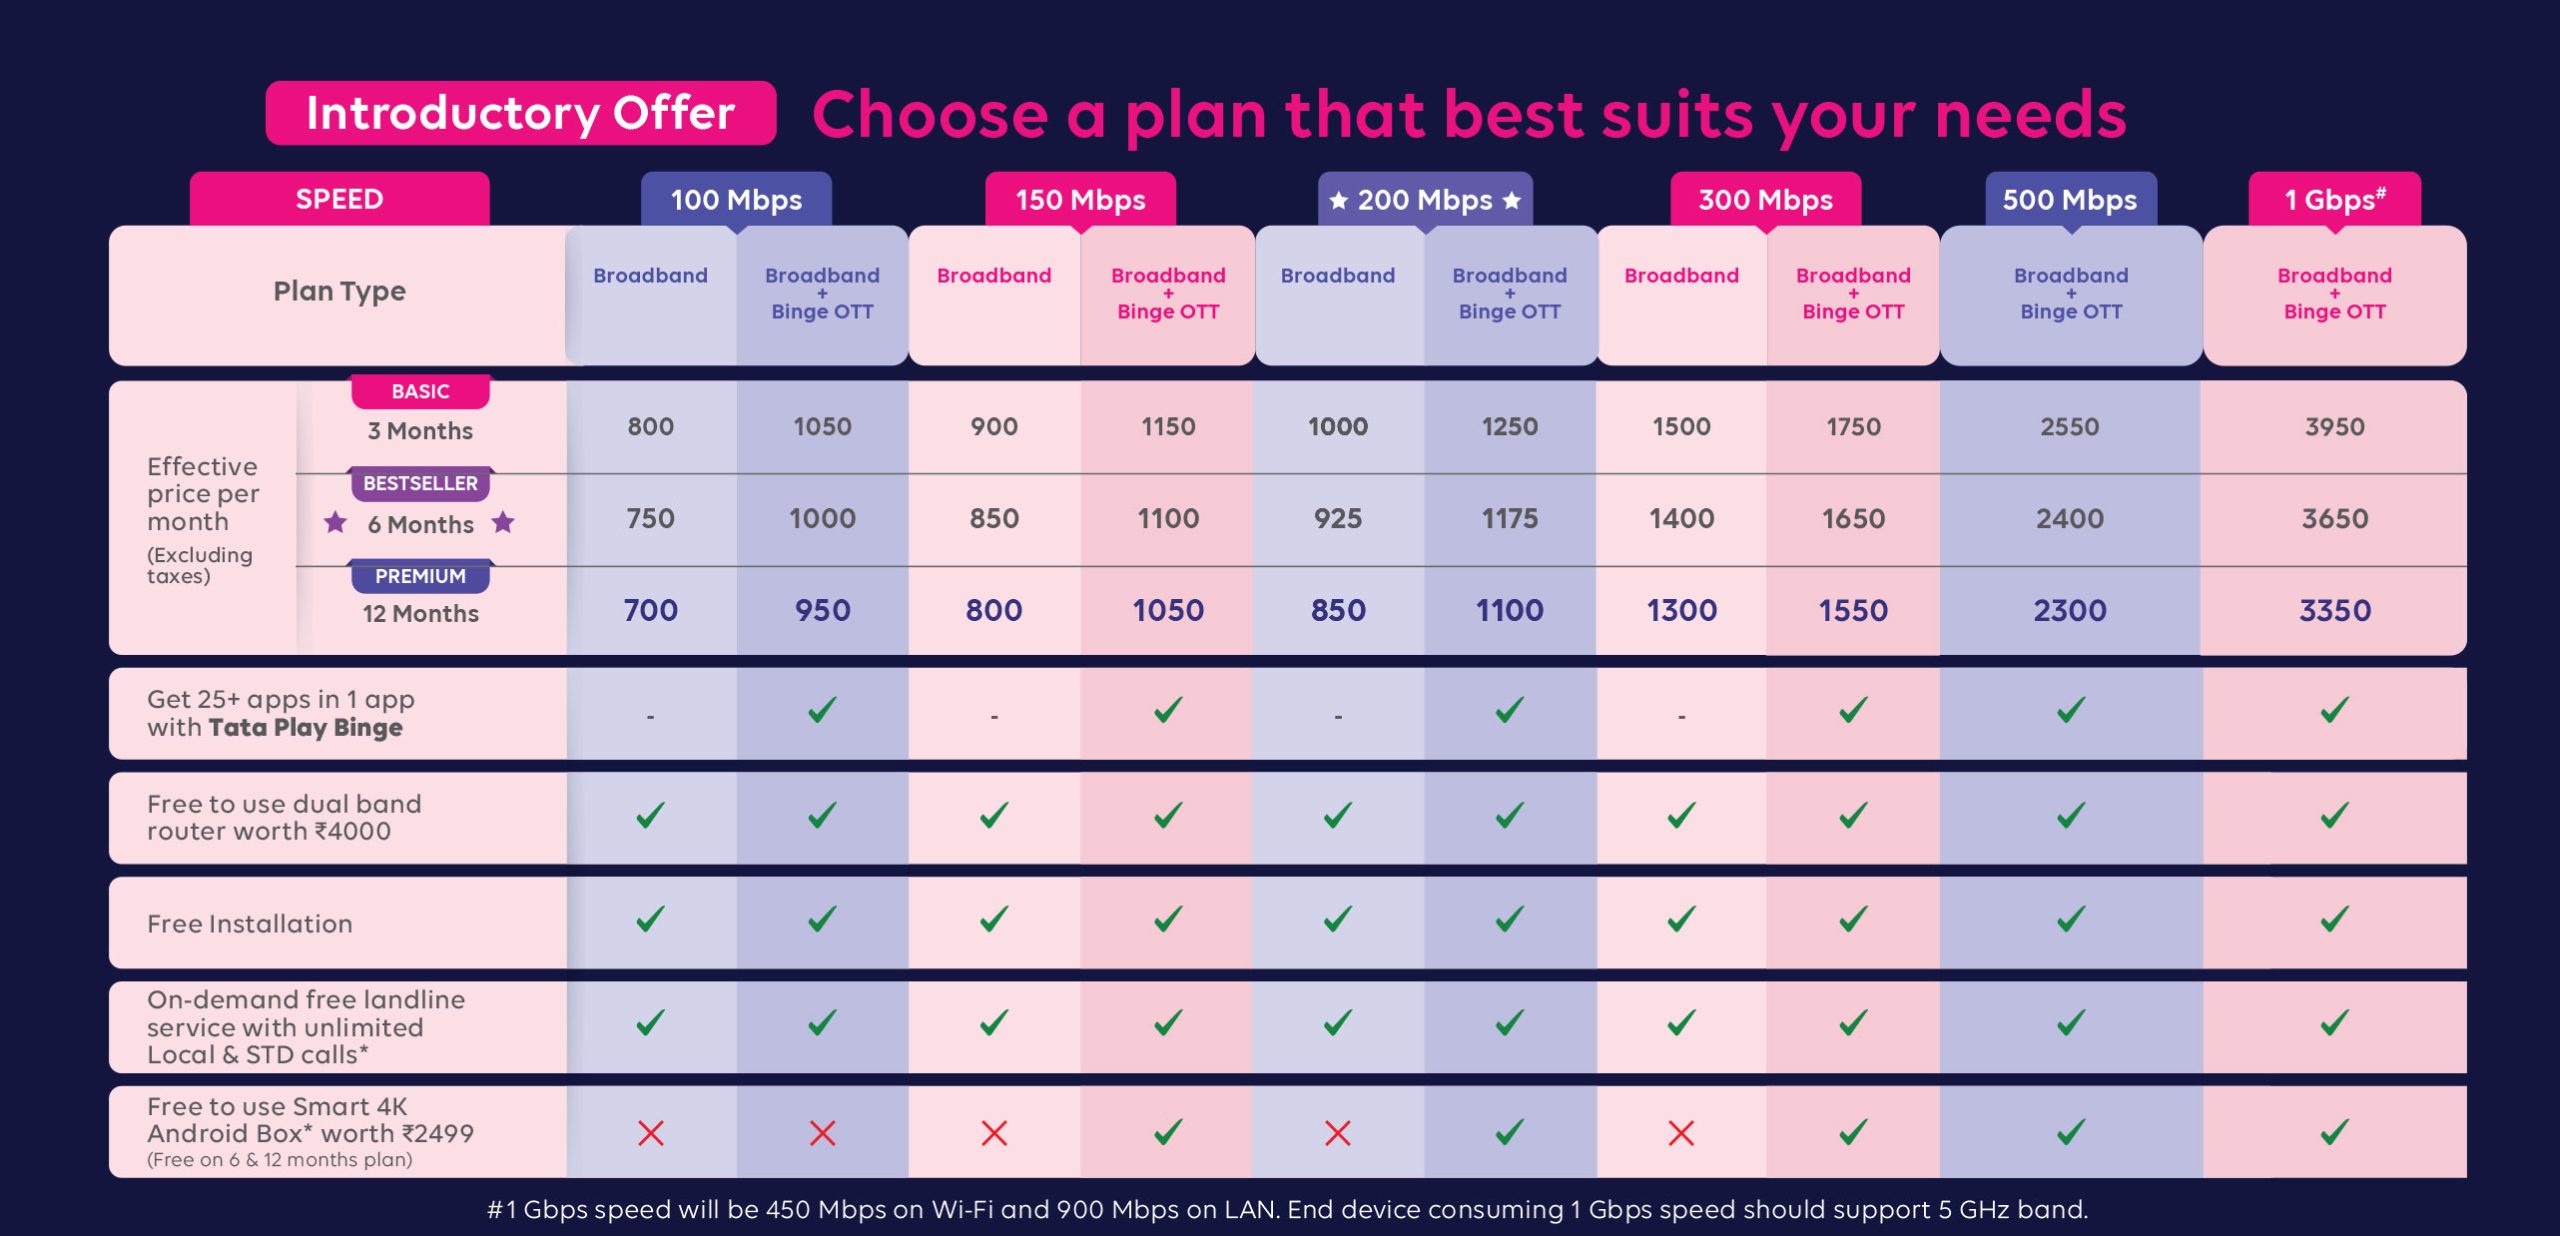 Introductory Offer Choose a plan that best suits your needs
SPEED 100 Mbps 150 Mbps ★ 200 Mbps ★ 300 Mbps 500 Mbps 1 Gbps#
Plan Type
Broadband Broadband + Binge OTT Broadband Broadband + Binge OTT Broadband Broadband + Binge OTT Broadband Broadband + Binge OTT Broadband + Binge OTT Broadband + Binge OTT
Effective
price per
month
(Excluding
taxes)
BASIC
3 Months 800 1050 900 1150 1000 1250 1500 1750 2550 3950
BESTSELLER
★ 6 Months ★ 750 1000 850 1100 925 1175 1400 1650 2400 3650
PREMIUM
12 Months 700 950 800 1050 850 1100 1300 1550 2300 3350
Get 25+ apps in 1 app
with Tata Play Binge - ✓ - ✓ - ✓ - ✓ ✓ ✓
Free to use dual band
router worth ₹4000 ✓ ✓ ✓ ✓ ✓ ✓ ✓ ✓ ✓ ✓
Free Installation ✓ ✓ ✓ ✓ ✓ ✓ ✓ ✓ ✓ ✓
On-demand free landline
service with unlimited
Local & STD calls* ✓ ✓ ✓ ✓ ✓ ✓ ✓ ✓ ✓ ✓
Free to use Smart 4K
Android Box* worth ₹2499 ✕ ✕ ✕ ✓ ✕ ✓ ✕ ✓ ✓ ✓
(Free on 6 & 12 months plan)
#1 Gbps speed will be 450 Mbps on Wi-Fi and 900 Mbps on LAN. End device consuming 1 Gbps speed should support 5 GHz band.